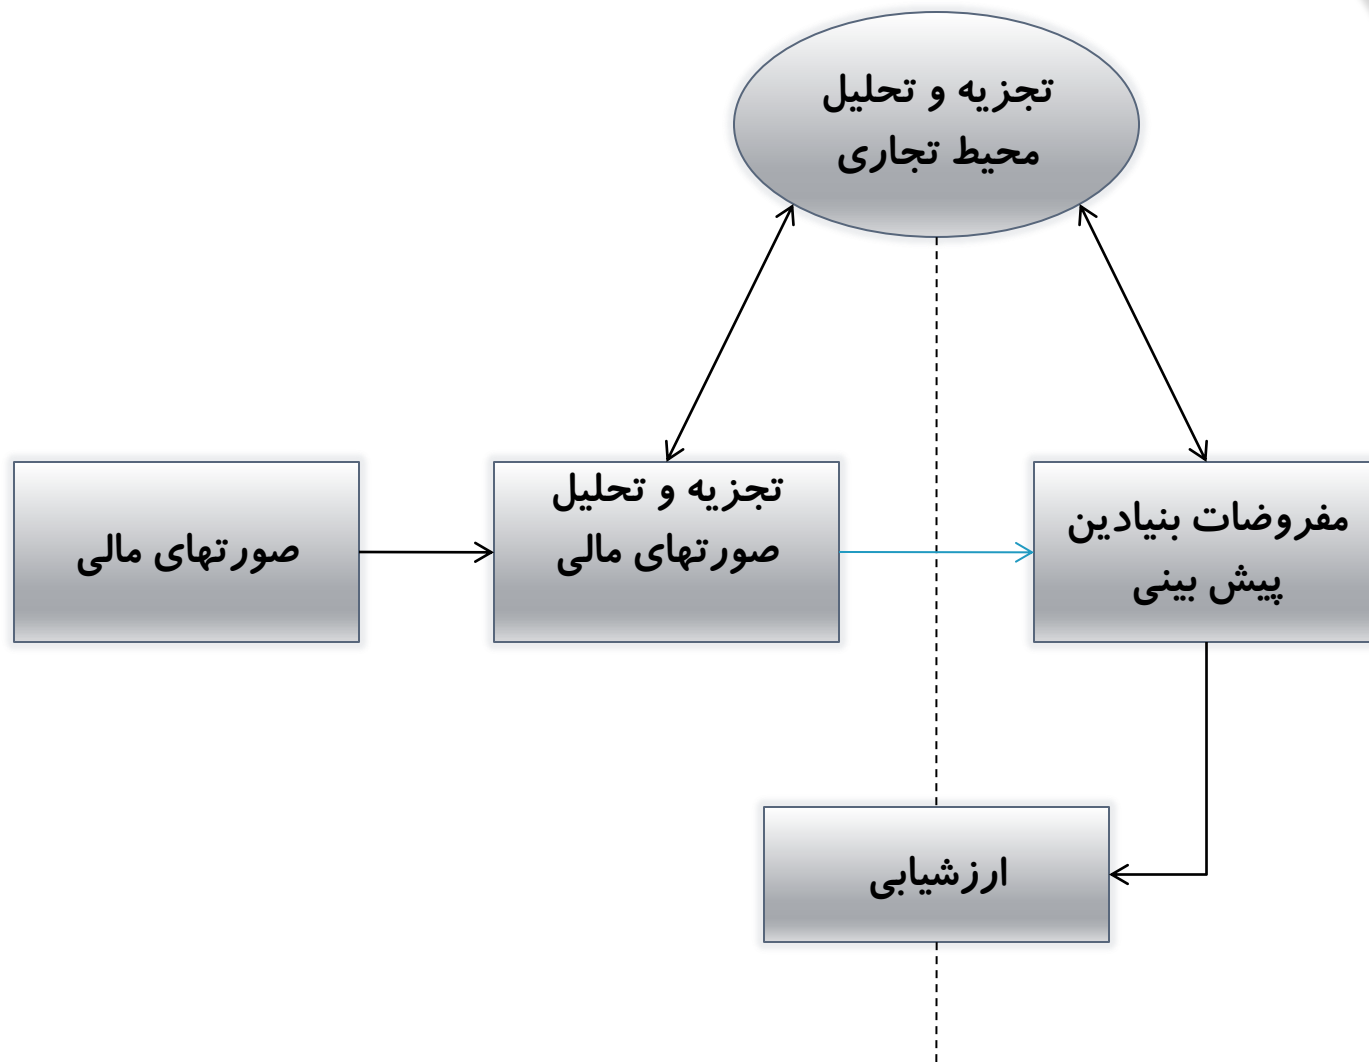 تجزیه و تحلیل
محیط تجاری
صورتهای مالی
تجزیه و تحلیل
صورتهای مالی
مفروضات بنیادین
پیش بینی
ارزشیابی